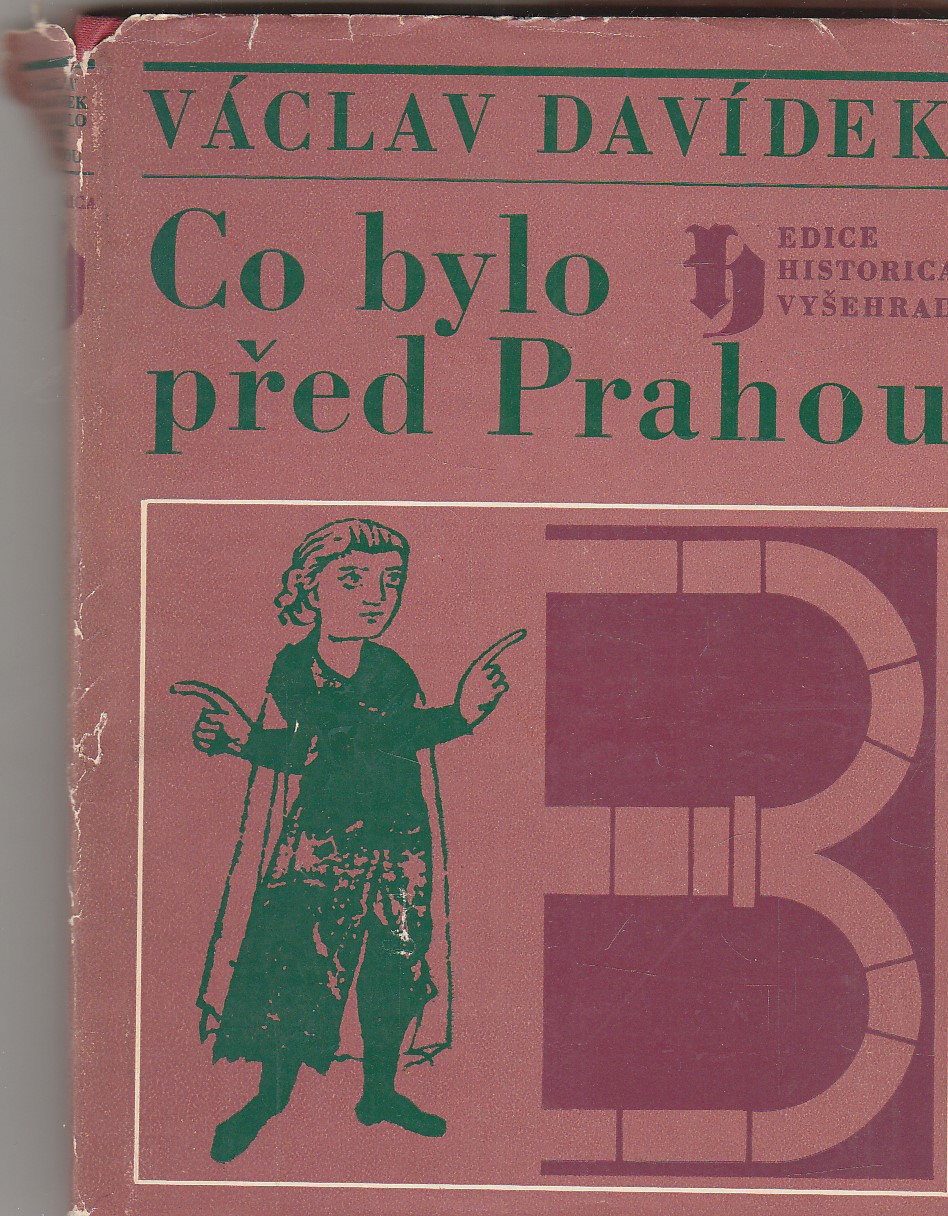 VÁCLAV DAVÍDEK
Co bylo
před Prahou
EDICE
HISTORICA
VYŠEHRAD